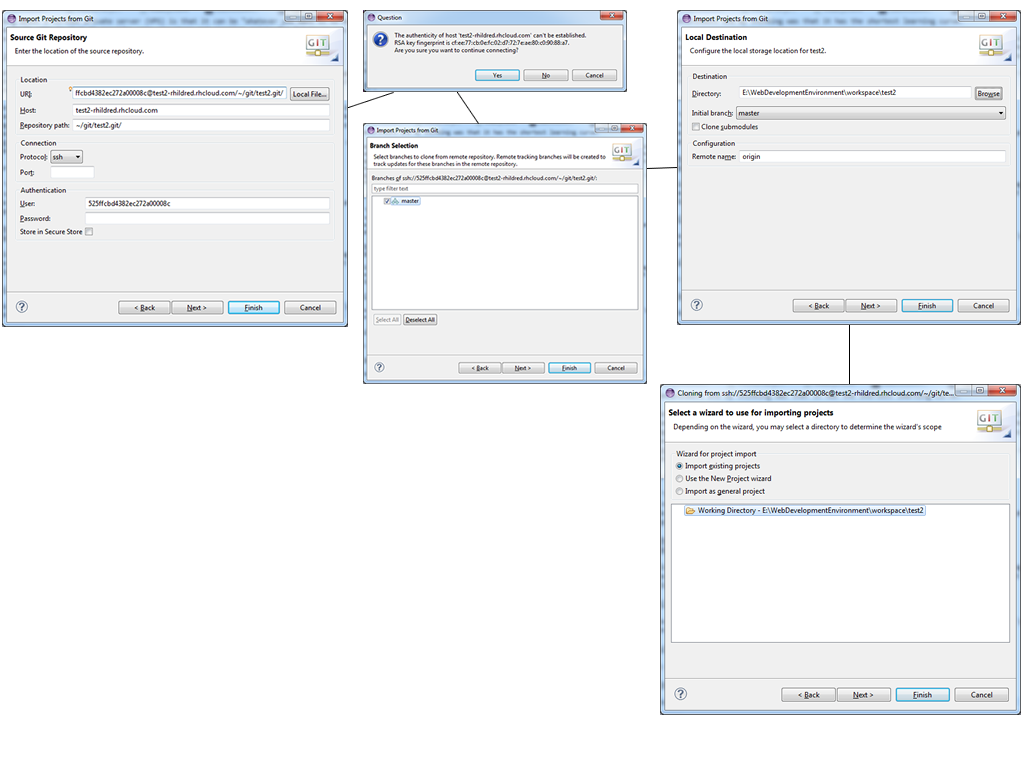 Import Projects from Git
Source Git Repository
Enter the location of the source repository.
GIT
Location
URI:
ffcbd4382ec272a00008c@test2-rhildred.rhcloud.com/~/git/test2.git/
Local File...
Host:
test2-rhildred.rhcloud.com
Repository path:
~/git/test2.git/
Connection
Protocol:
ssh
Port:
Authentication
User:
525ffcbd4382ec272a00008c
Password:
Store in Secure Store
?
< Back
Next >
Finish
Cancel
Question
The authenticity of host 'test2-rhildred.rhcloud.com' can't be established.
RSA key fingerprint is cf:ee:77:cb:0e:fc:02:d7:72:7e:ae:80:c0:90:88:a7.
Are you sure you want to continue connecting?
Yes
No
Cancel
Import Projects from Git
Branch Selection
Select branches to clone from remote repository. Remote tracking branches will be created to
track updates for these branches in the remote repository.
GIT
Branches of ssh://525ffcbd4382ec272a00008c@test2-rhildred.rhcloud.com/~/git/test2.git/:
type filter text
master
Select All
Deselect All
?
< Back
Next >
Finish
Cancel
Import Projects from Git
Local Destination
Configure the local storage location for test2.
GIT
Destination
Directory:
E:\WebDevelopmentEnvironment\workspace\test2
Browse
Initial branch:
master
Clone submodules
Configuration
Remote name:
origin
?
< Back
Next >
Finish
Cancel
Cloning from ssh://525ffcbd4382ec272a00008c@test2-rhildred.rhcloud.com/~/git/te...
Select a wizard to use for importing projects
Depending on the wizard, you may select a directory to determine the wizard's scope
GIT
Wizard for project import
Import existing projects
Use the New Project wizard
Import as general project
Working Directory - E:\WebDevelopmentEnvironment\workspace\test2
?
< Back
Next >
Finish
Cancel